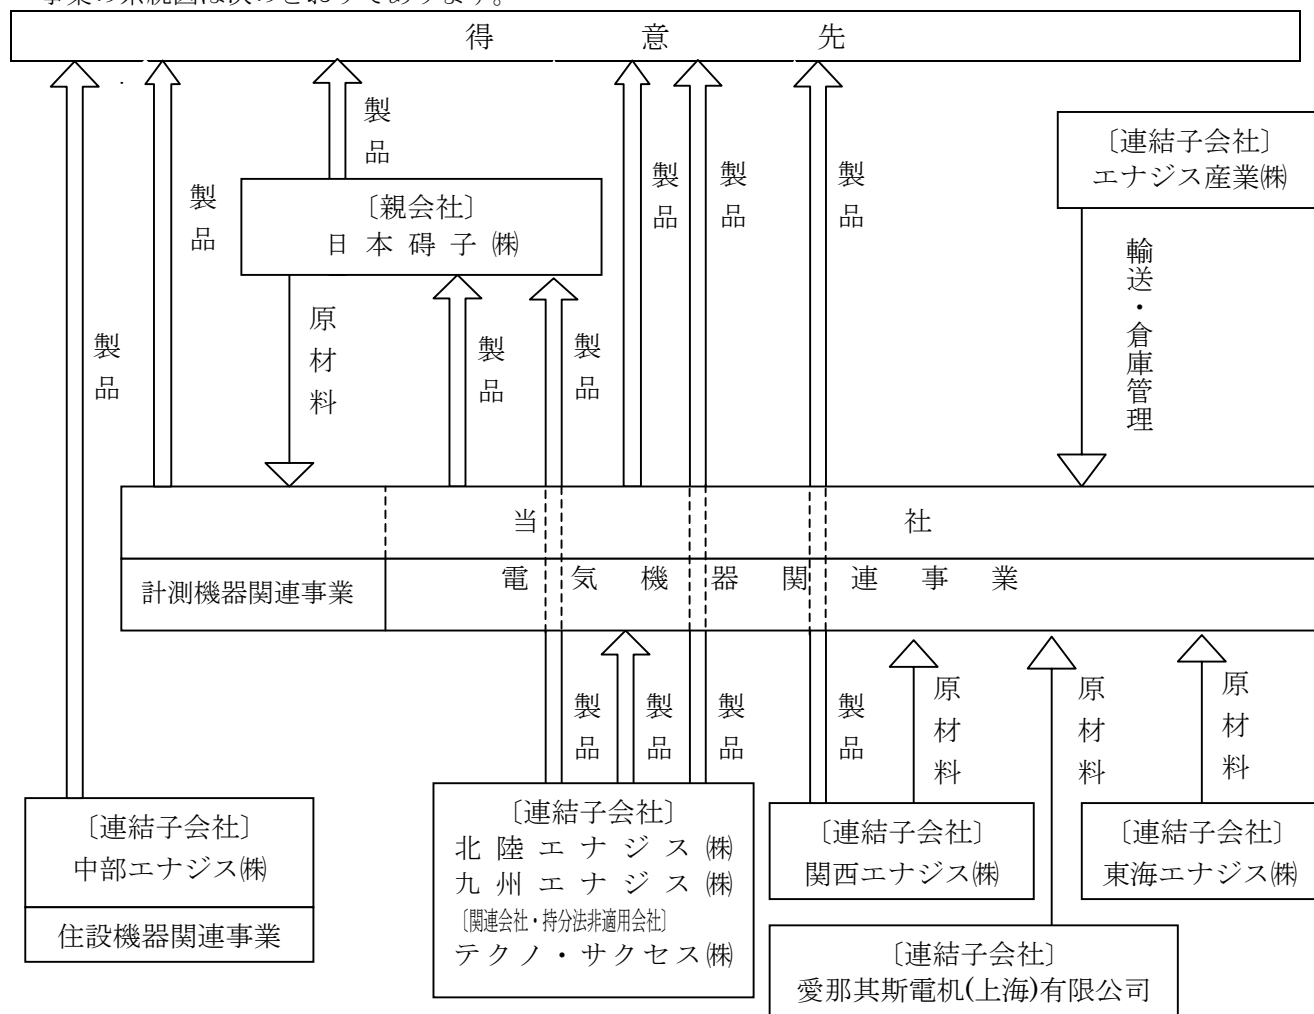 事業の系統図は次のとおりであります。
得意先
製品
製品
製品
製品
製品
製品
製品
〔親会社〕
日本碍子㈱
原材料
製品
製品
〔連結子会社〕
エナジス産業㈱
輸送・倉庫管理
当社
計測機器関連事業
電気機器関連事業
製品
製品
製品
製品
原材料
原材料
原材料
〔連結子会社〕
中部エナジス㈱
住設機器関連事業
〔連結子会社〕
北陸エナジス㈱
九州エナジス㈱
〔関連会社・持分法非適用会社〕
テクノ・サクセス㈱
〔連結子会社〕
関西エナジス㈱
〔連結子会社〕
東海エナジス㈱
〔連結子会社〕
愛那其斯電机(上海)有限公司